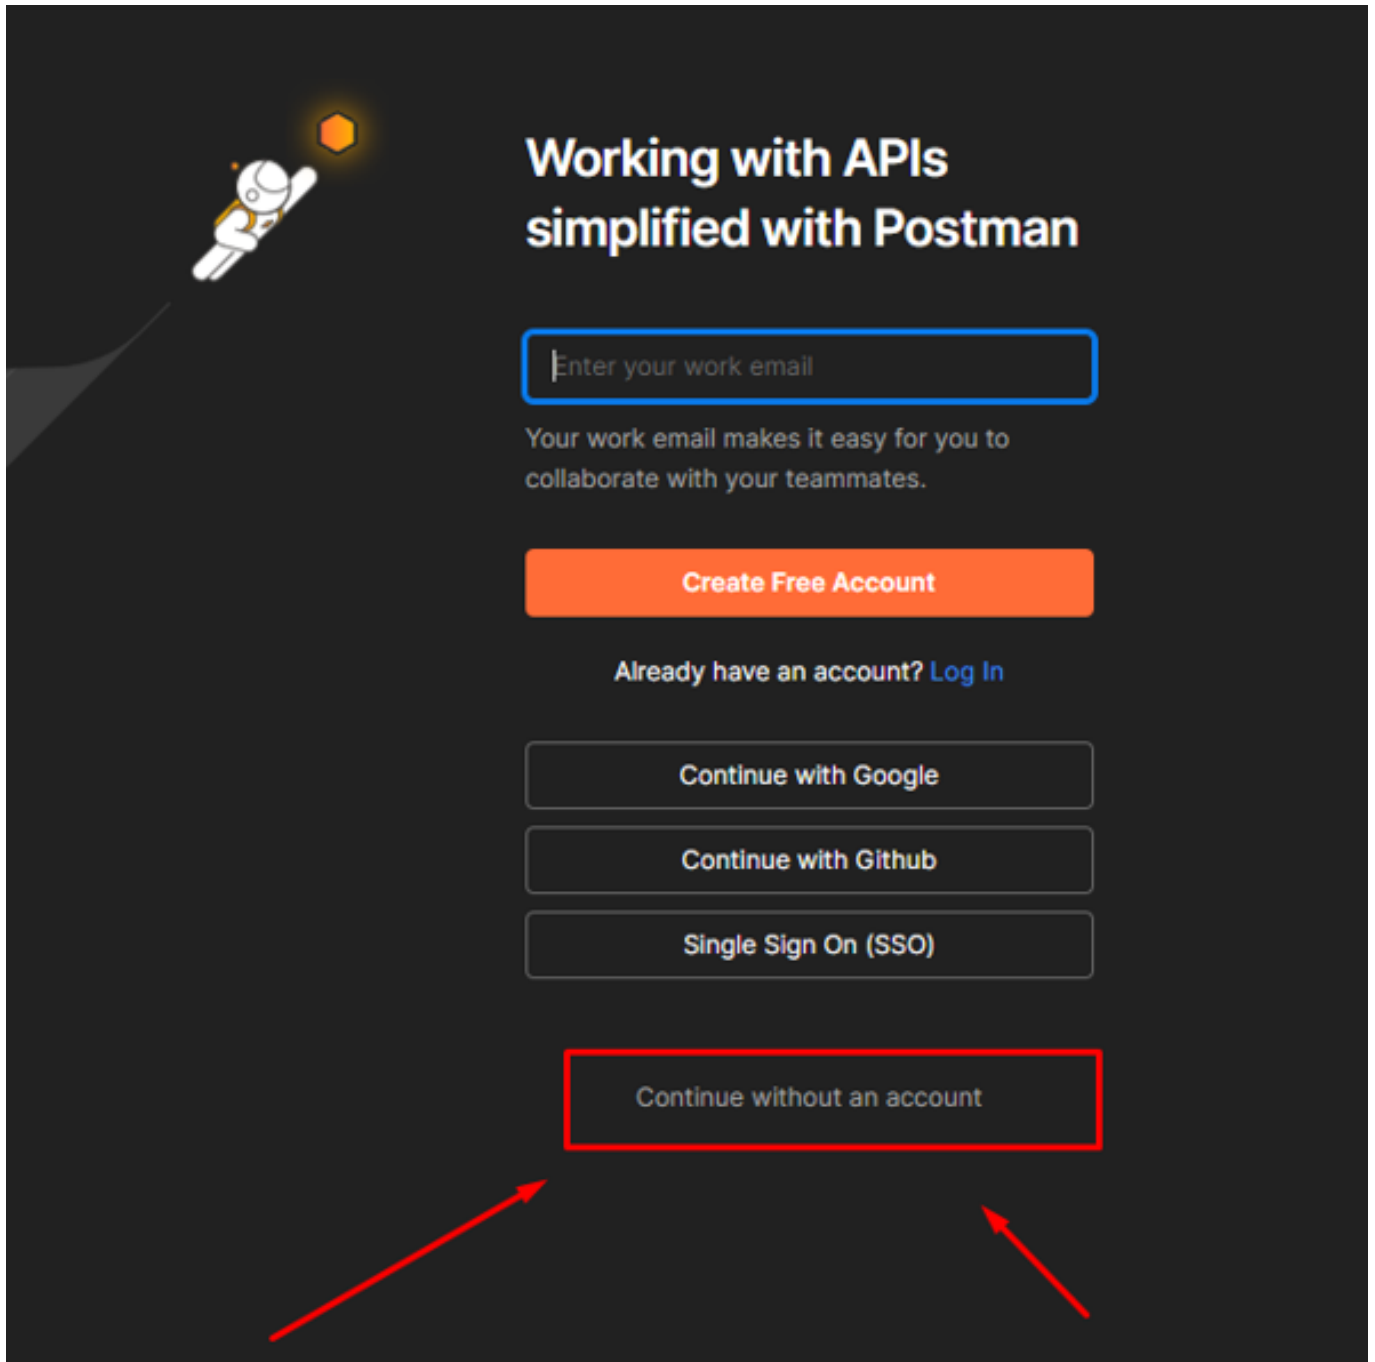 Working with APIs
simplified with Postman
Enter your work email
Your work email makes it easy for you to
collaborate with your teammates.
Create Free Account
Already have an account? Log In
Continue with Google
Continue with Github
Single Sign On (SSO)
Continue without an account